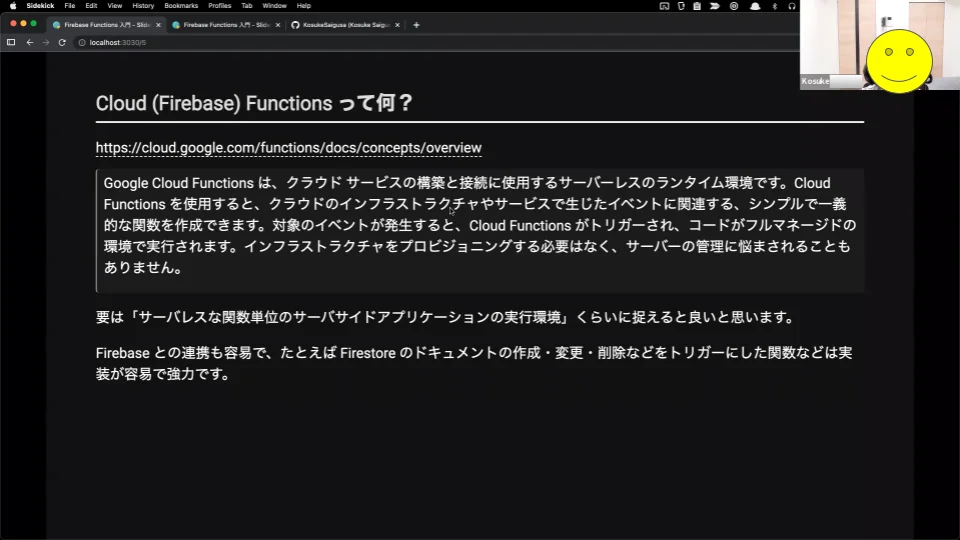 Sidekick File Edit View History Bookmarks Profiles Tab Window Help
Firebase Functions 入門 - Slid Firebase Functions 入門 - Slid KosukeSaigusa (Kosuke Saigu
localhost:3030/5
Kosuke
Cloud (Firebase) Functions って何？
https://cloud.google.com/functions/docs/concepts/overview
Google Cloud Functions は、クラウド サービスの構築と接続に使用するサーバーレスのランタイム環境です。Cloud
Functions を使用すると、クラウドのインフラストラクチャやサービスで生じたイベントに関連する、シンプルで一義
的な関数を作成できます。対象のイベントが発生すると、Cloud Functions がトリガーされ、コードがフルマネージドの
環境で実行されます。インフラストラクチャをプロビジョニングする必要はなく、サーバーの管理に悩まされることも
ありません。
要は「サーバレスな関数単位のサーバサイドアプリケーションの実行環境」くらいに捉えると良いと思います。
Firebase との連携も容易で、たとえば Firestore のドキュメントの作成・変更・削除などをトリガーにした関数などは実
装が容易で強力です。